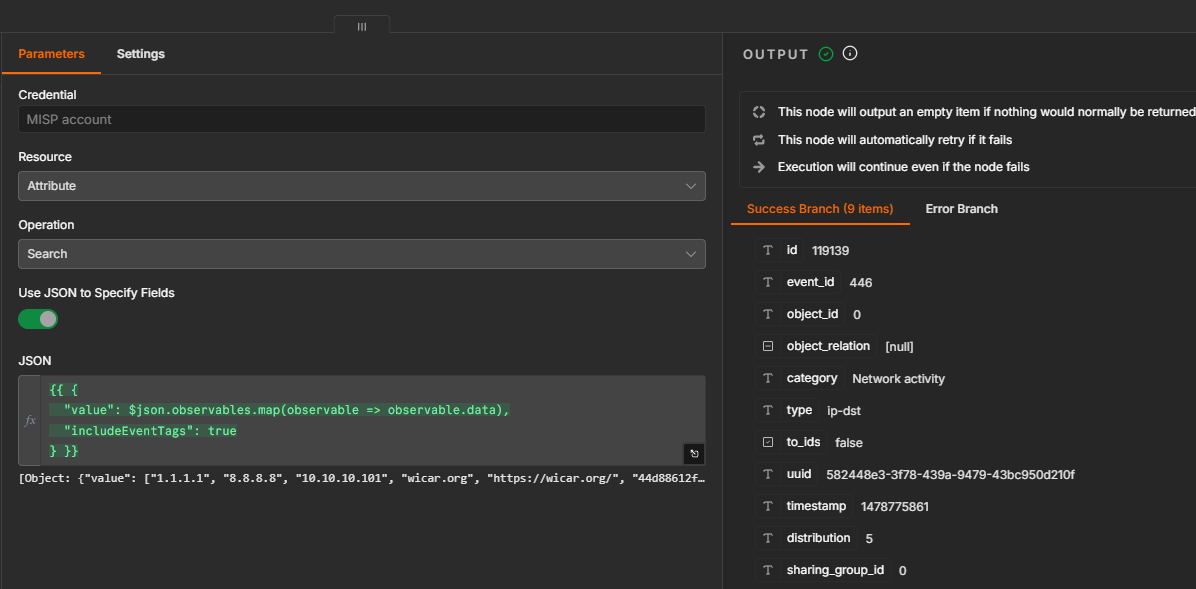 Parameters
Settings
Credential
MISP account
Resource
Attribute
Operation
Search
Use JSON to Specify Fields
JSON
fx
{{ {
"value": $json.observables.map(observable => observable.data),
"includeEventTags": true
} }}
[Object: {"value": ["1.1.1.1", "8.8.8.8", "10.10.10.101", "wicar.org", "https://wicar.org/", "44d88612f…
OUTPUT
This node will output an empty item if nothing would normally be returned
This node will automatically retry if it fails
Execution will continue even if the node fails
Success Branch (9 items)
Error Branch
T id 119139
T event_id 446
T object_id 0
object_relation [null]
T category Network activity
T type ip-dst
to_ids false
T uuid 582448e3-3f78-439a-9479-43bc950d210f
T timestamp 1478775861
T distribution 5
T sharing_group_id 0